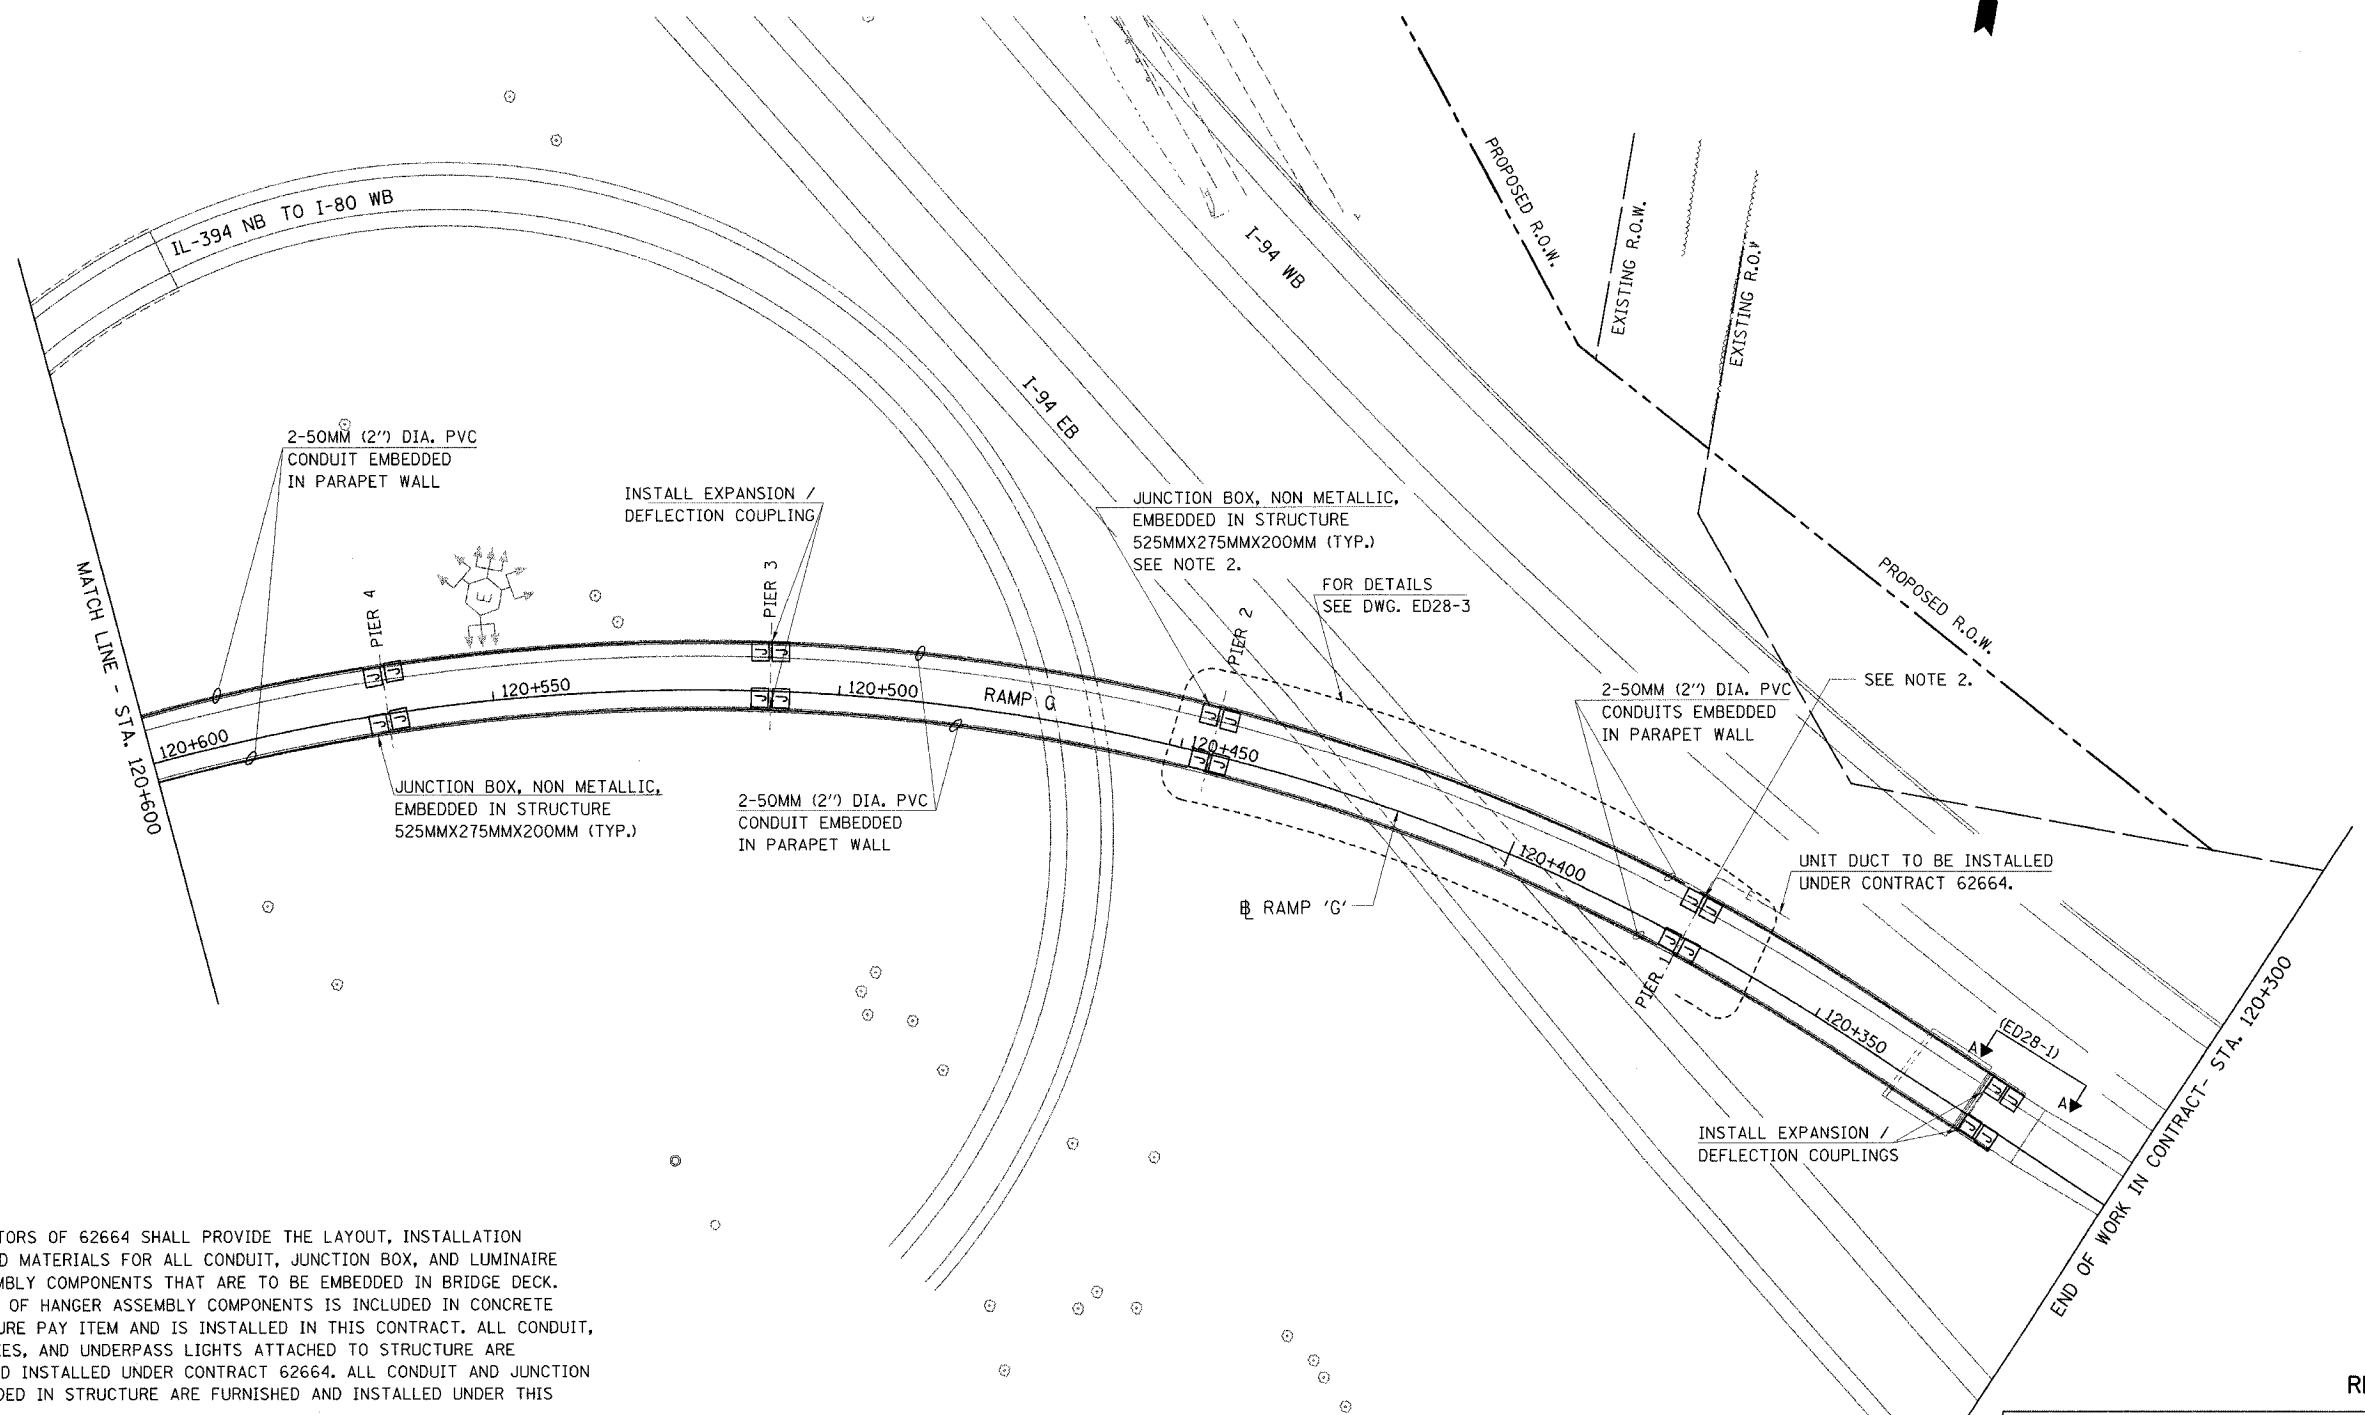 IL-394 NB TO I-80 WB
I-94 WB
I-94 EB
PROPOSED R.O.W.
EXISTING R.O.W.
EXISTING R.O.W
PROPOSED R.O.W.
2-50MM (2") DIA. PVC
CONDUIT EMBEDDED
IN PARAPET WALL
INSTALL EXPANSION /
DEFLECTION COUPLING
JUNCTION BOX, NON METALLIC,
EMBEDDED IN STRUCTURE
525MMX275MMX200MM (TYP.)
SEE NOTE 2.
FOR DETAILS
SEE DWG. ED28-3
MATCH LINE - STA. 120+600
PIER 4
E
PIER 3
PIER 2
J J
J J
J J
J J
J J
J J
120+600
120+550
120+500
RAMP G
120+450
2-50MM (2") DIA. PVC
CONDUITS EMBEDDED
IN PARAPET WALL
SEE NOTE 2.
JUNCTION BOX, NON METALLIC,
EMBEDDED IN STRUCTURE
525MMX275MMX200MM (TYP.)
2-50MM (2") DIA. PVC
CONDUIT EMBEDDED
IN PARAPET WALL
120+400
BL RAMP 'G'
UNIT DUCT TO BE INSTALLED
UNDER CONTRACT 62664.
E
J J
J J
PIER 1
120+350
A (ED28-1)
A
J J
J J
INSTALL EXPANSION /
DEFLECTION COUPLINGS
END OF WORK IN CONTRACT- STA. 120+300
TORS OF 62664 SHALL PROVIDE THE LAYOUT, INSTALLATION
D MATERIALS FOR ALL CONDUIT, JUNCTION BOX, AND LUMINAIRE
MBLY COMPONENTS THAT ARE TO BE EMBEDDED IN BRIDGE DECK.
OF HANGER ASSEMBLY COMPONENTS IS INCLUDED IN CONCRETE
URE PAY ITEM AND IS INSTALLED IN THIS CONTRACT. ALL CONDUIT,
ES, AND UNDERPASS LIGHTS ATTACHED TO STRUCTURE ARE
D INSTALLED UNDER CONTRACT 62664. ALL CONDUIT AND JUNCTION
DED IN STRUCTURE ARE FURNISHED AND INSTALLED UNDER THIS